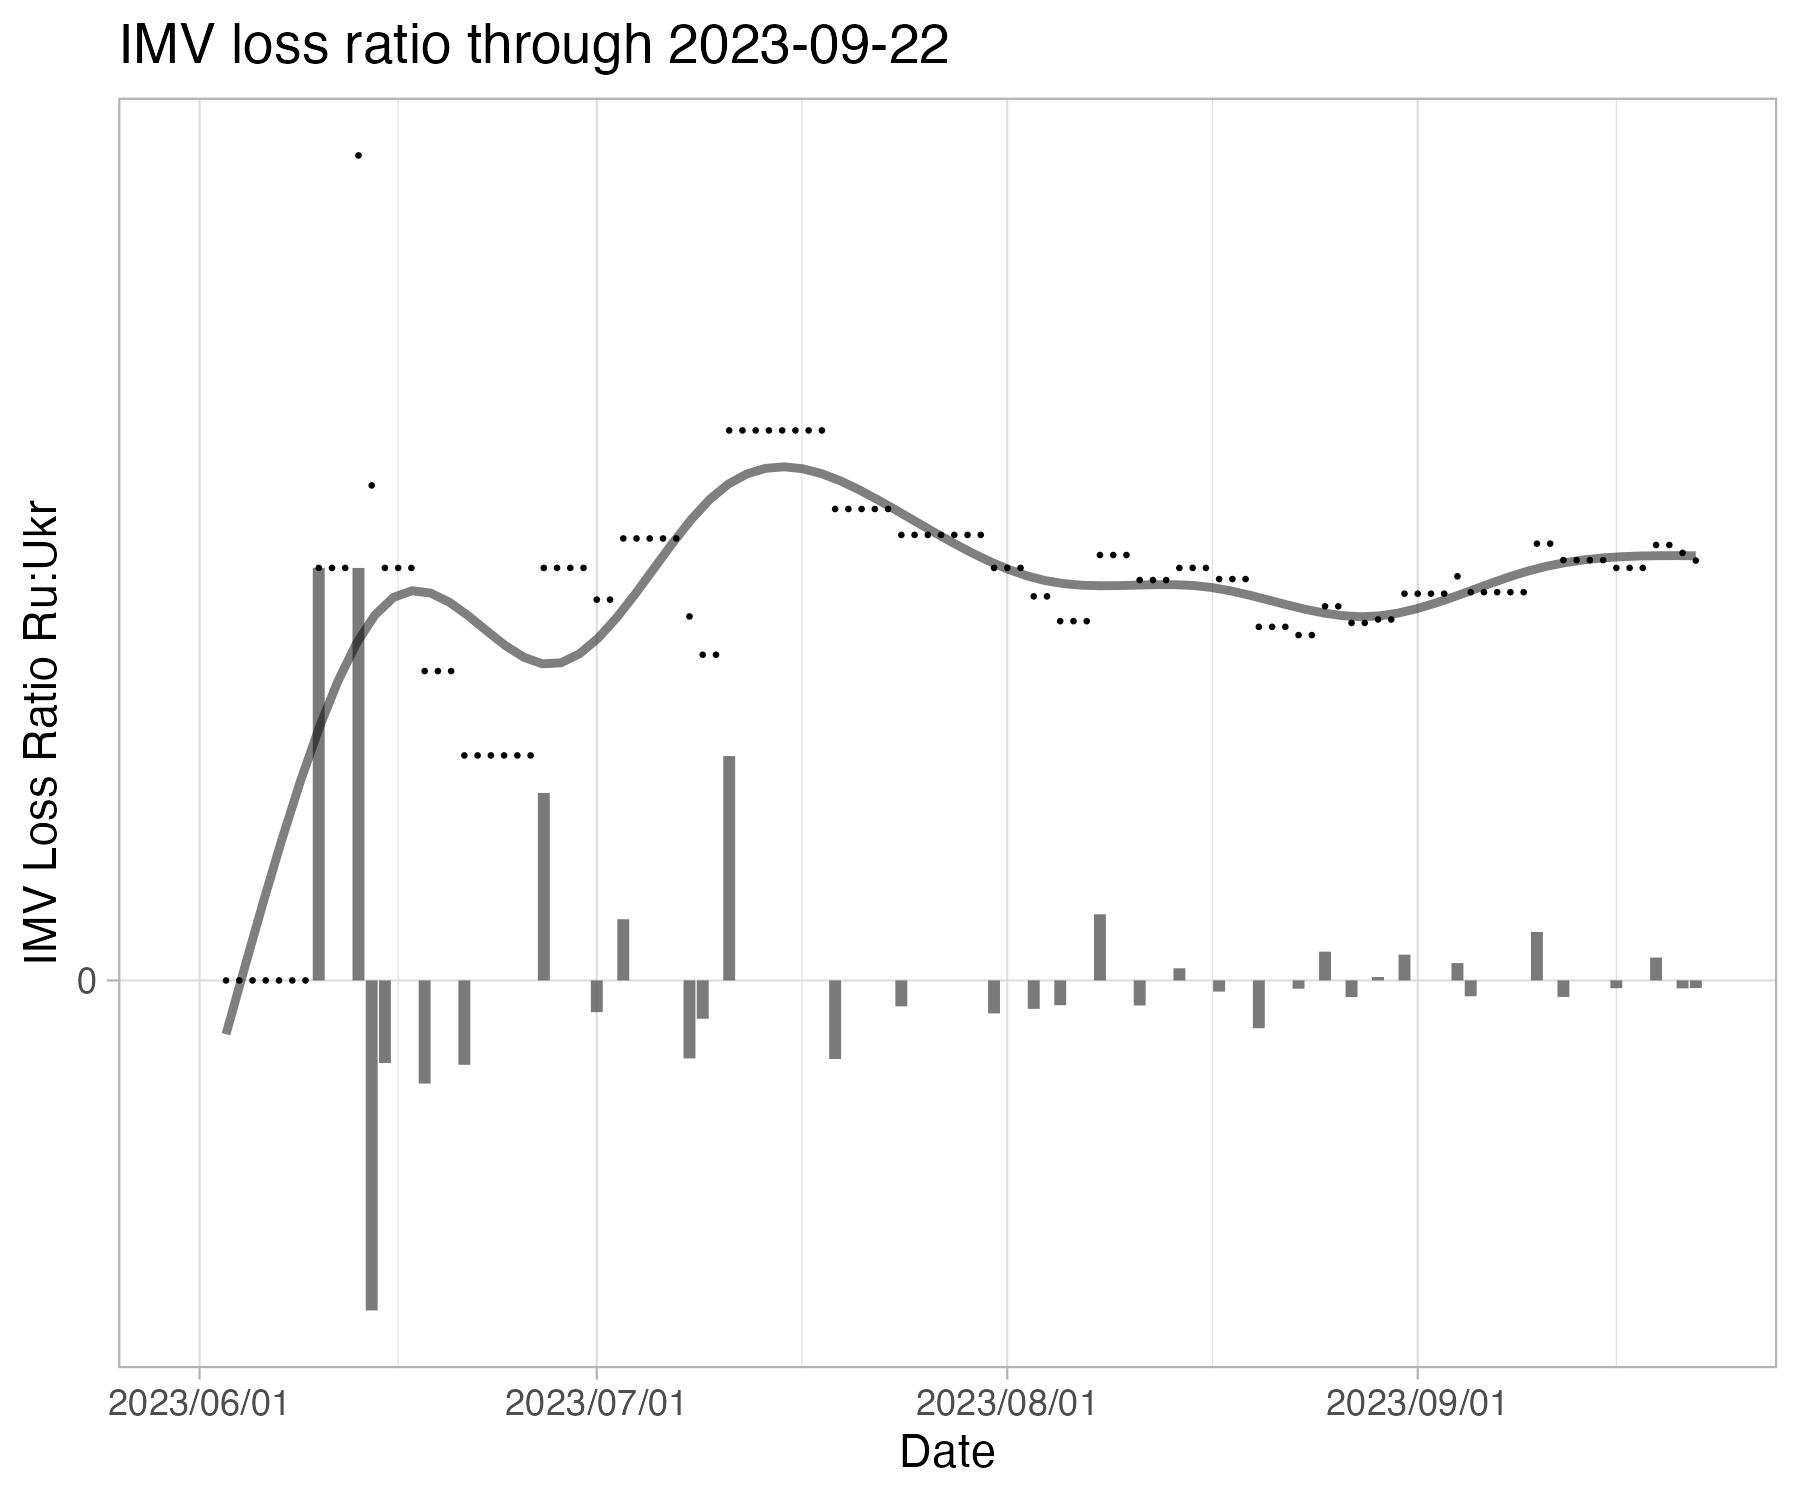 IMV loss ratio through 2023-09-22
IMV Loss Ratio Ru:Ukr
0
2023/06/01 2023/07/01 2023/08/01 2023/09/01
Date